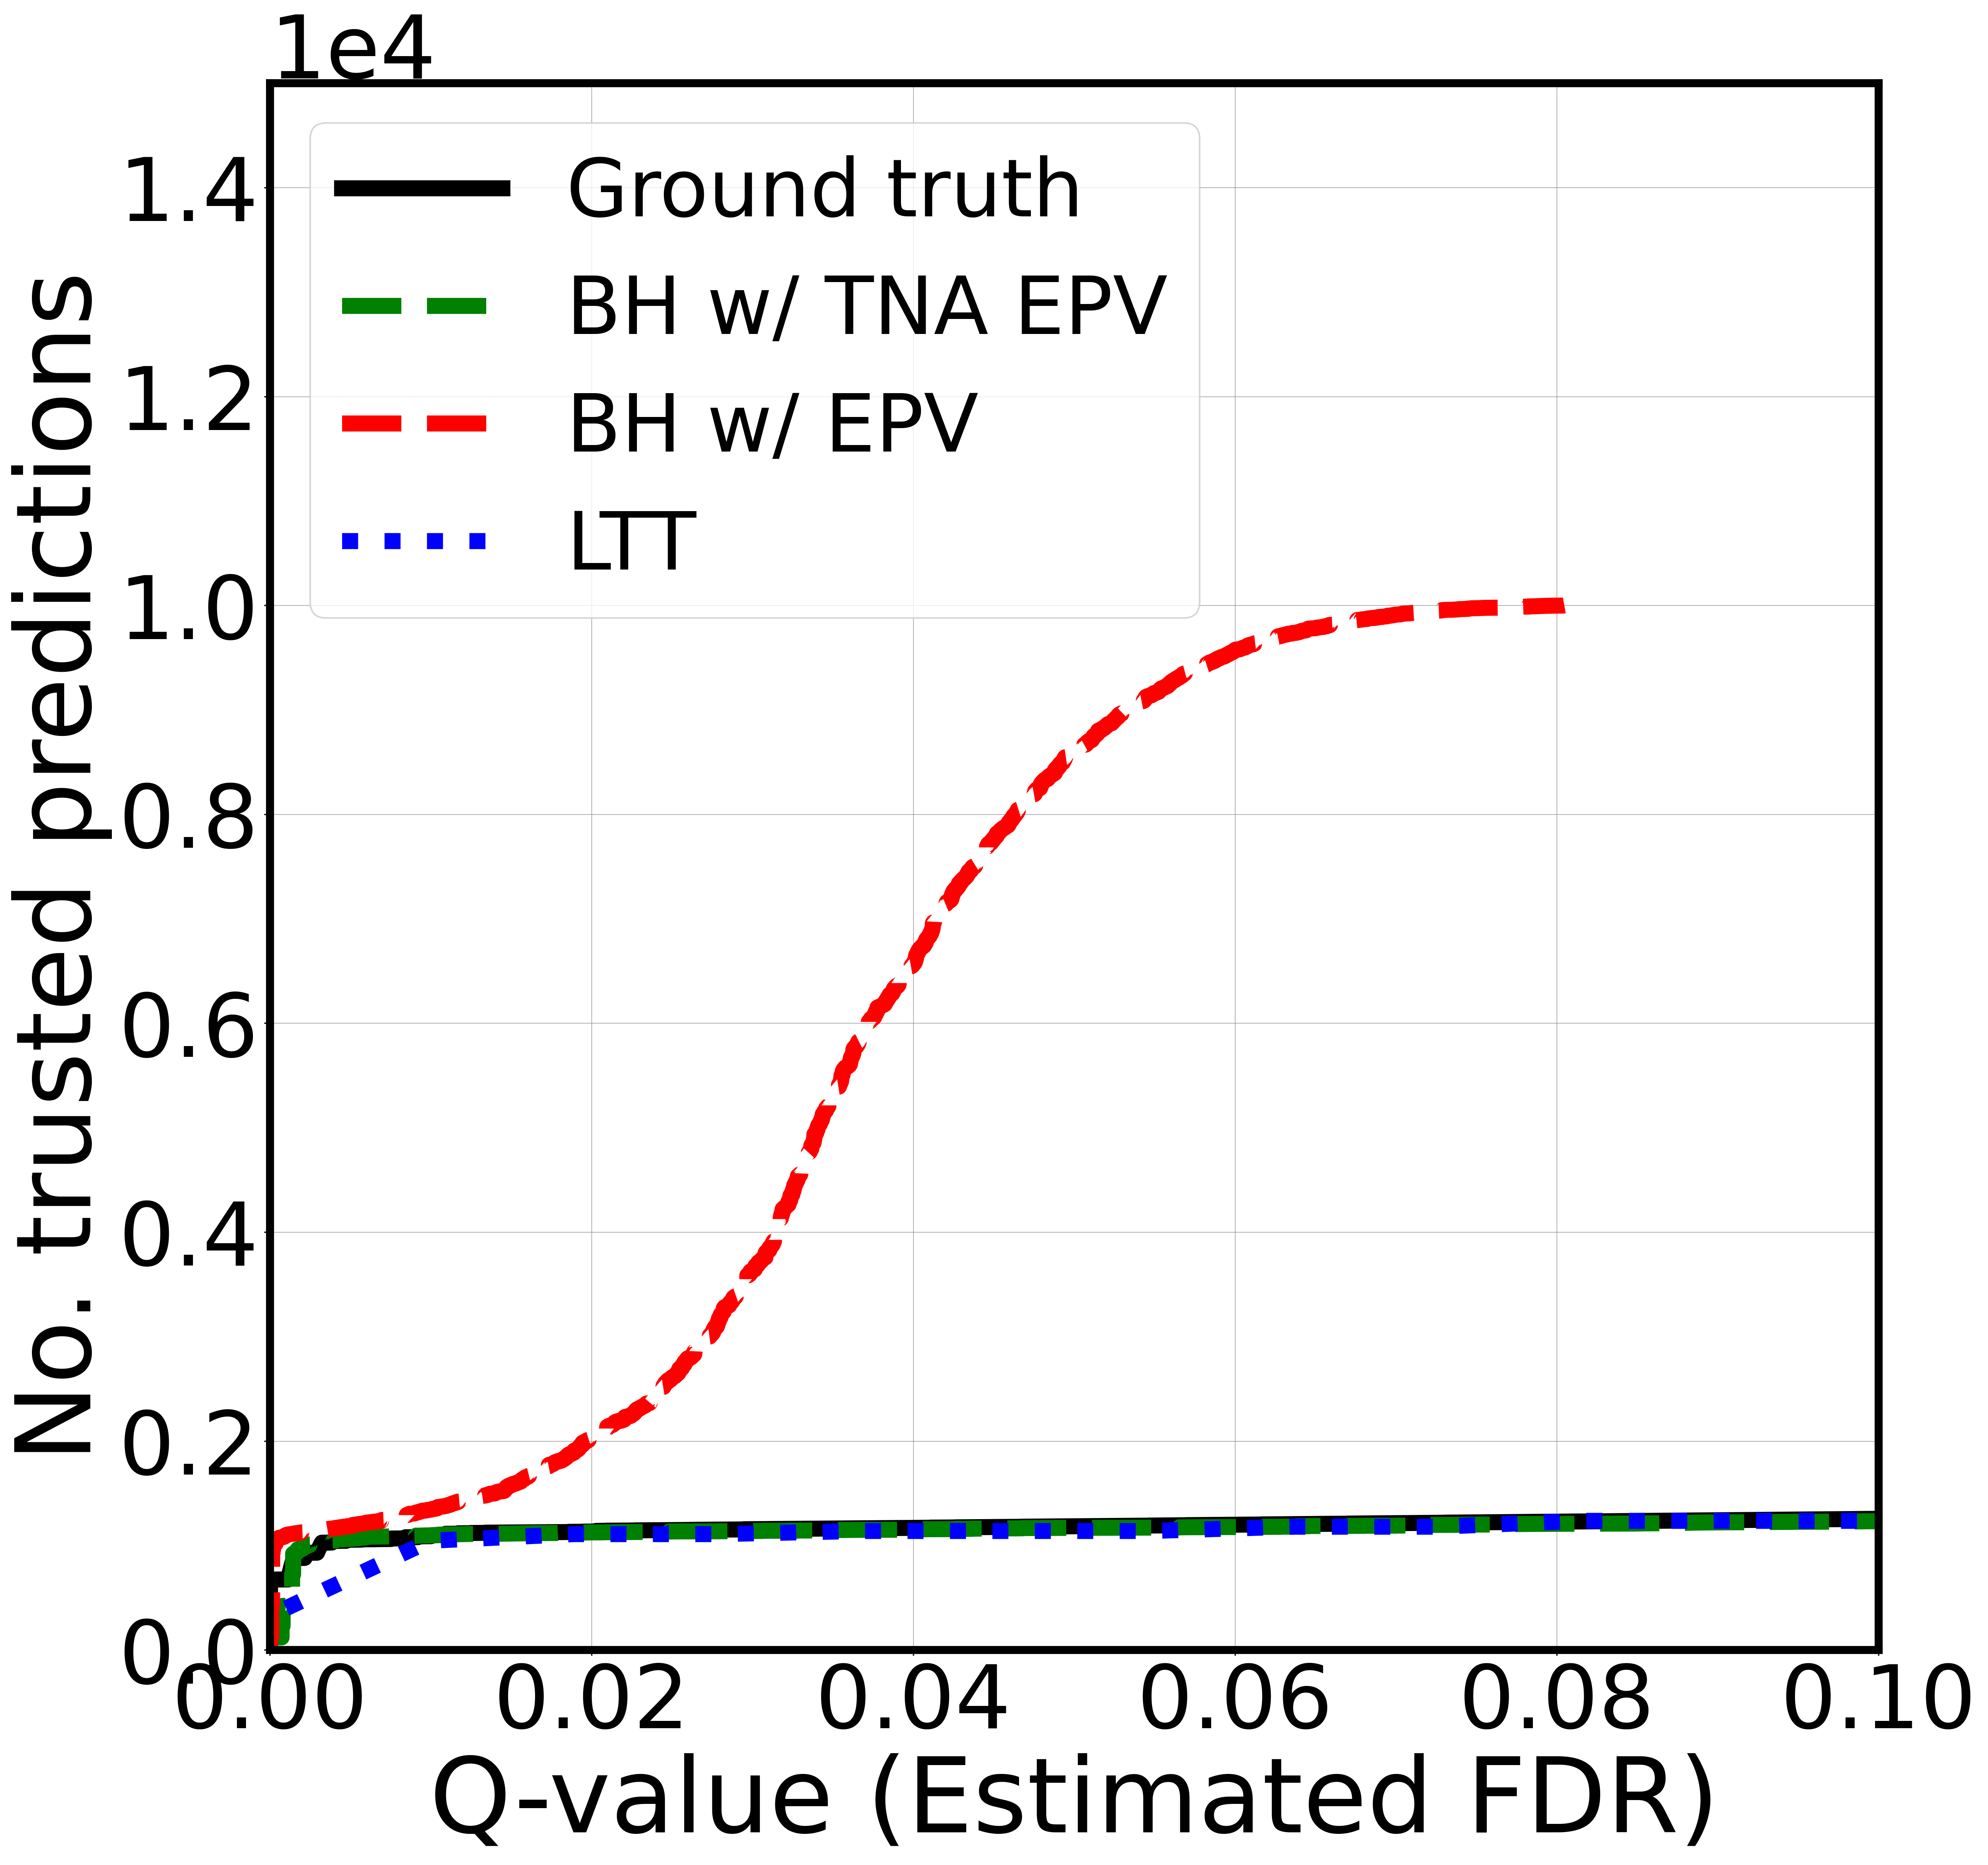 1e4
No. trusted predictions
1.4
1.2
1.0
0.8
0.6
0.4
0.2
0.0
Ground truth
BH w/ TNA EPV
BH w/ EPV
LTT
0.00 0.02 0.04 0.06 0.08 0.10
Q-value (Estimated FDR)